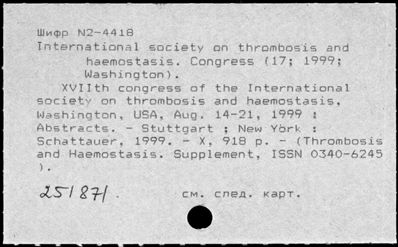 Шифр N2-4418
International society on thrombosis and
haemostasis. Congress (17; 1999;
Washington).
XVIIth congress of the International
society on thrombosis and haemostasis,
Washington, USA, Aug. 14-21, 1999 :
Abstracts. - Stuttgart ; New York :
Schattauer, 1999. - X, 918 p. - (Thrombosis
and Haemostasis. Supplement, ISSN 0340-6245
).
25187/. см. след. карт.